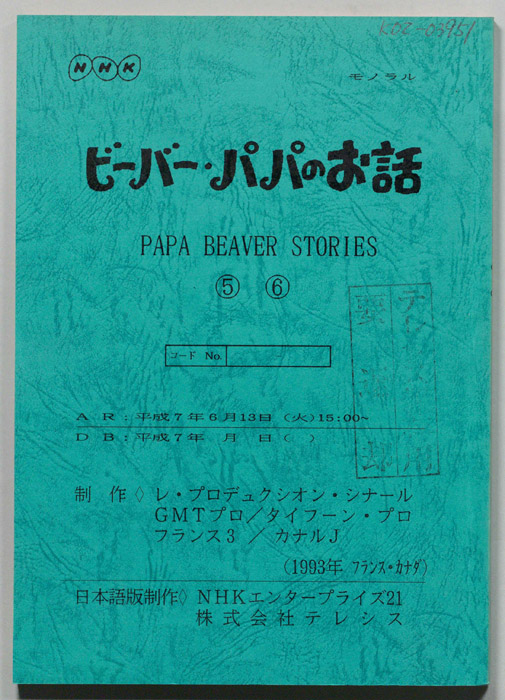 NHK
モノラル
ビーバー・パパのお話
PAPA BEAVER STORIES
⑤ ⑥
コード No.
AR:平成7年6月13日(火)15:00~
DB:平成7年 月 日( )
制 作◇レ・プロデュクシオン・シナール
GMTプロ/タイフーン・プロ
フランス3 / カナルJ
(1993年 フランス・カナダ)
日本語版制作◇NHKエンタープライズ21
株式会社テレシス